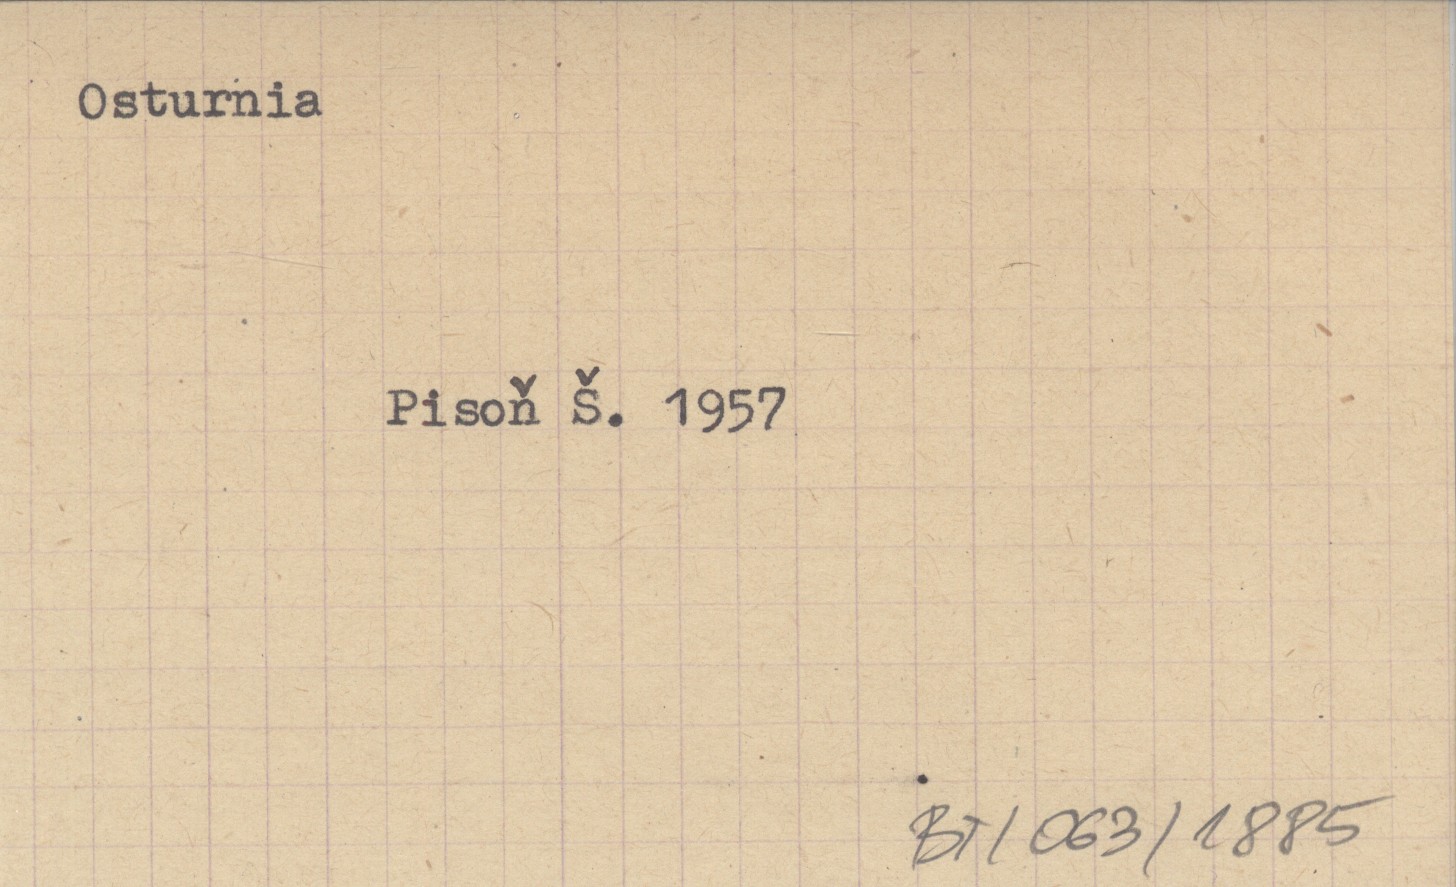 Osturnia
Pisoň Š. 1957
BT/063/1885